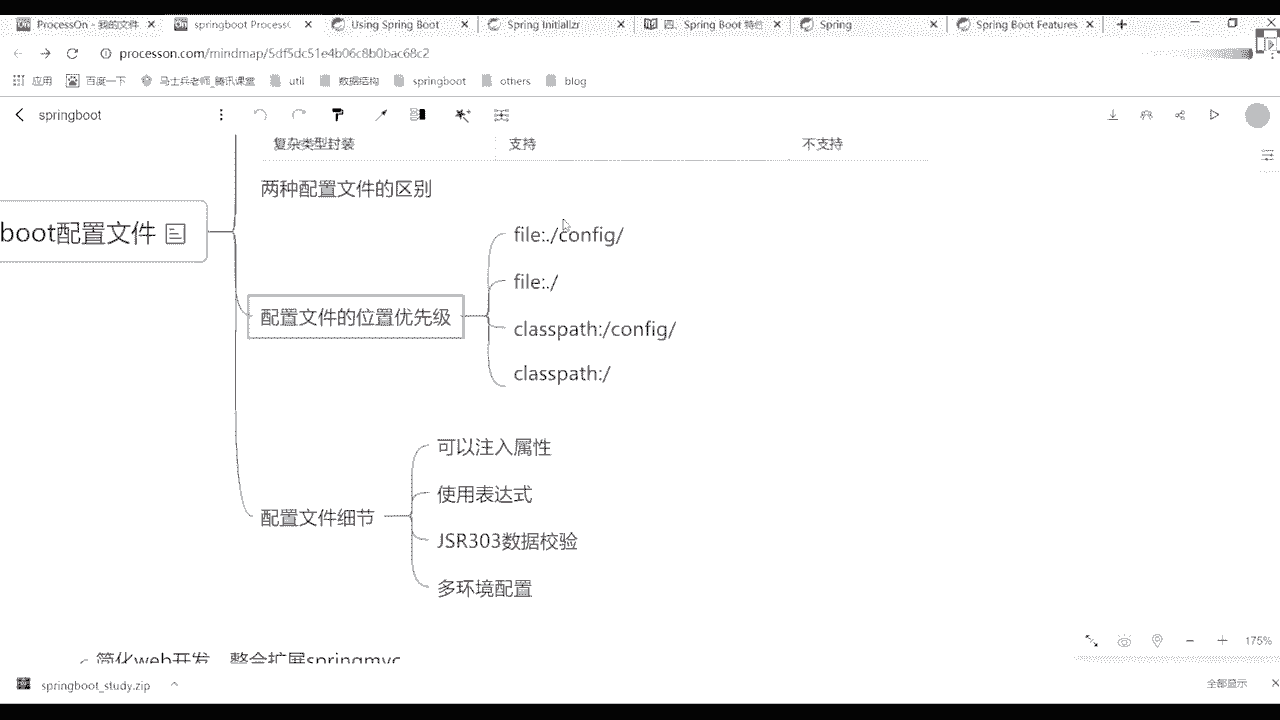 ProcessOn - 我的文件
springboot Process
Using Spring Boot
Spring Initializr
四、Spring Boot 特性
Spring
Spring Boot Features
processon.com/mindmap/5df5dc51e4b06c8b0bac68c2
应用
百度一下
马士兵老师_腾讯课堂
util
数据结构
springboot
others
blog
springboot
复杂类型封装 支持 不支持
两种配置文件的区别
boot配置文件
file:./config/
file:./
配置文件的位置优先级
classpath:/config/
classpath:/
可以注入属性
使用表达式
配置文件细节
JSR303数据校验
多环境配置
175%
简化web开发，整合扩展springmvc
springboot_study.zip
全部显示